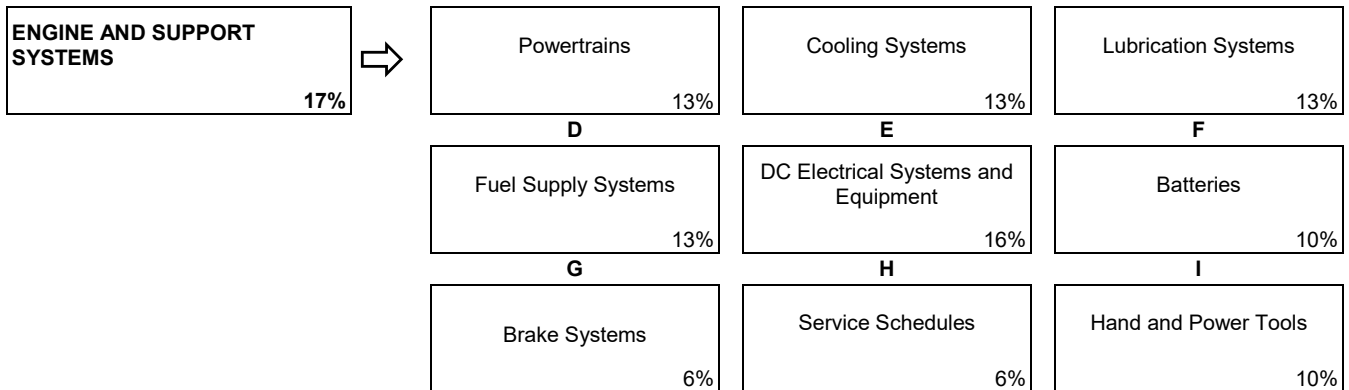 ENGINE AND SUPPORT
SYSTEMS
17%
Powertrains
13%
Cooling Systems
13%
Lubrication Systems
13%
D
E
F
Fuel Supply Systems
13%
DC Electrical Systems and
Equipment
16%
Batteries
10%
G
H
I
Brake Systems
6%
Service Schedules
6%
Hand and Power Tools
10%